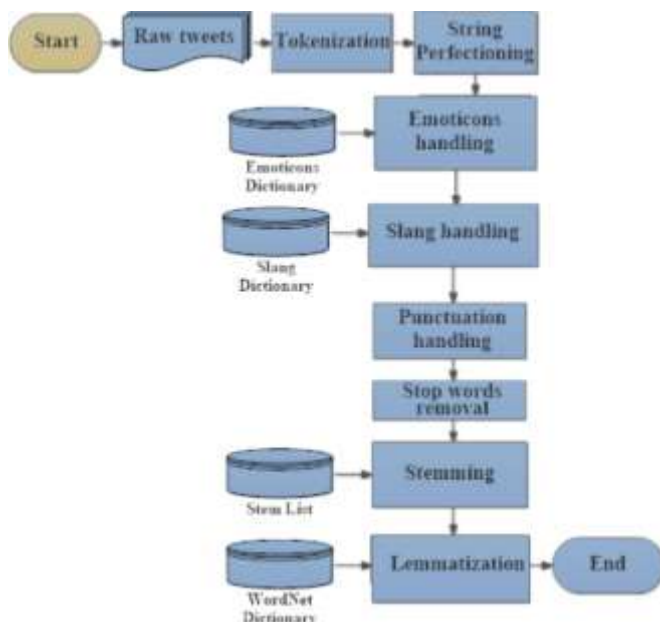 Start
Raw tweets
Tokenization
String
Perfectioning
Emoticons
handling
Emoticons
Dictionary
Slang handling
Slang
Dictionary
Punctuation
handling
Stop words
removal
Stemming
Stem List
Lemmatization
End
WordNet
Dictionary